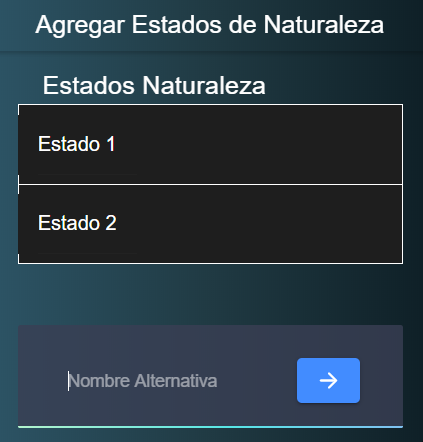 Agregar Estados de Naturaleza
Estados Naturaleza
Estado 1
Estado 2
Nombre Alternativa